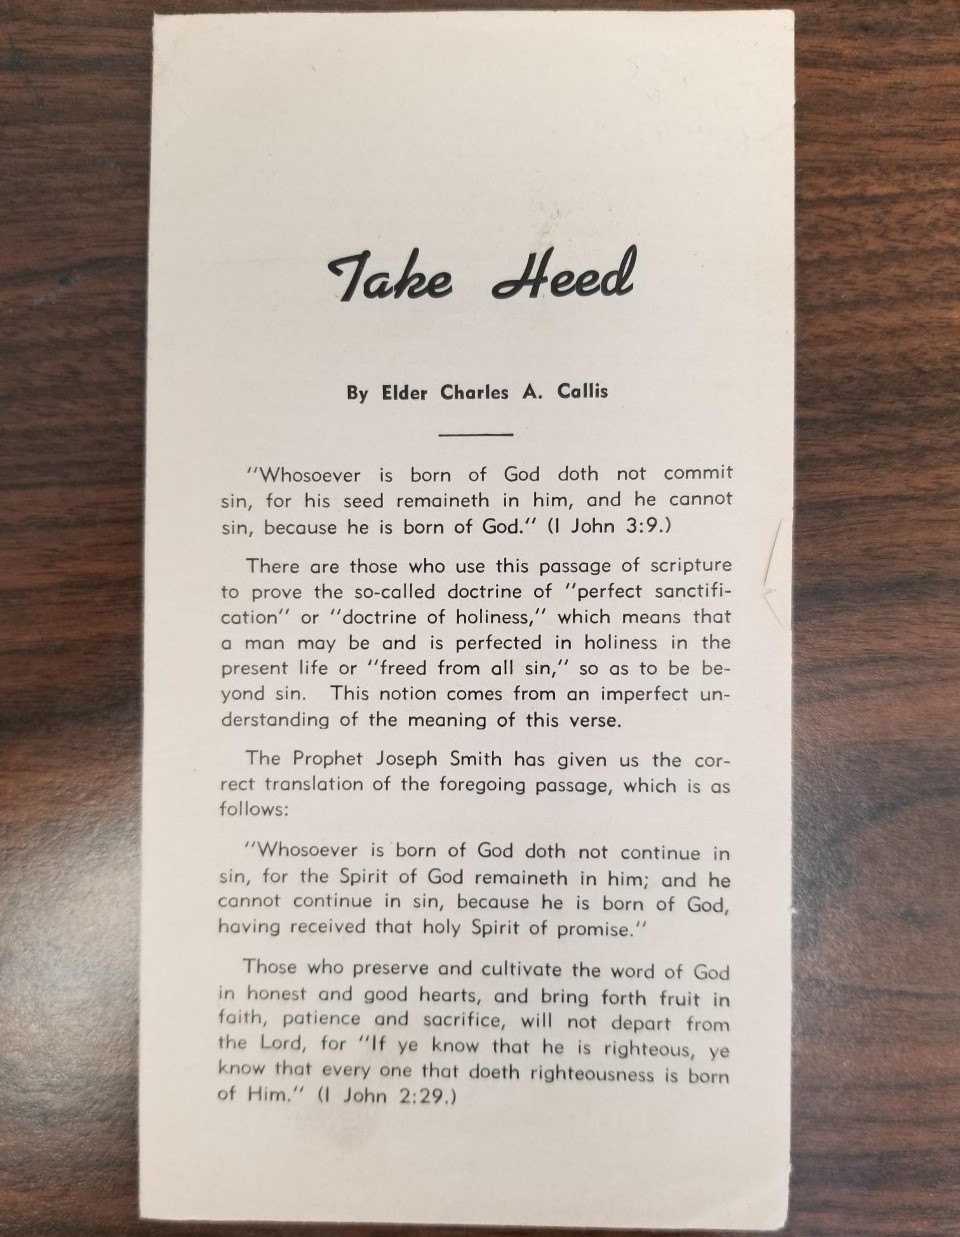 Take Heed
By Elder Charles A. Callis
"Whosoever is born of God doth not commit
sin, for his seed remaineth in him, and he cannot
sin, because he is born of God." (I John 3:9.)
There are those who use this passage of scripture
to prove the so-called doctrine of "perfect sanctifi-
cation" or "doctrine of holiness," which means that
a man may be and is perfected in holiness in the
present life or "freed from all sin," so as to be be-
yond sin. This notion comes from an imperfect un-
derstanding of the meaning of this verse.
The Prophet Joseph Smith has given us the cor-
rect translation of the foregoing passage, which is as
follows:
"Whosoever is born of God doth not continue in
sin, for the Spirit of God remaineth in him; and he
cannot continue in sin, because he is born of God,
having received that holy Spirit of promise."
Those who preserve and cultivate the word of God
in honest and good hearts, and bring forth fruit in
faith, patience and sacrifice, will not depart from
the Lord, for "If ye know that he is righteous, ye
know that every one that doeth righteousness is born
of Him." (I John 2:29.)